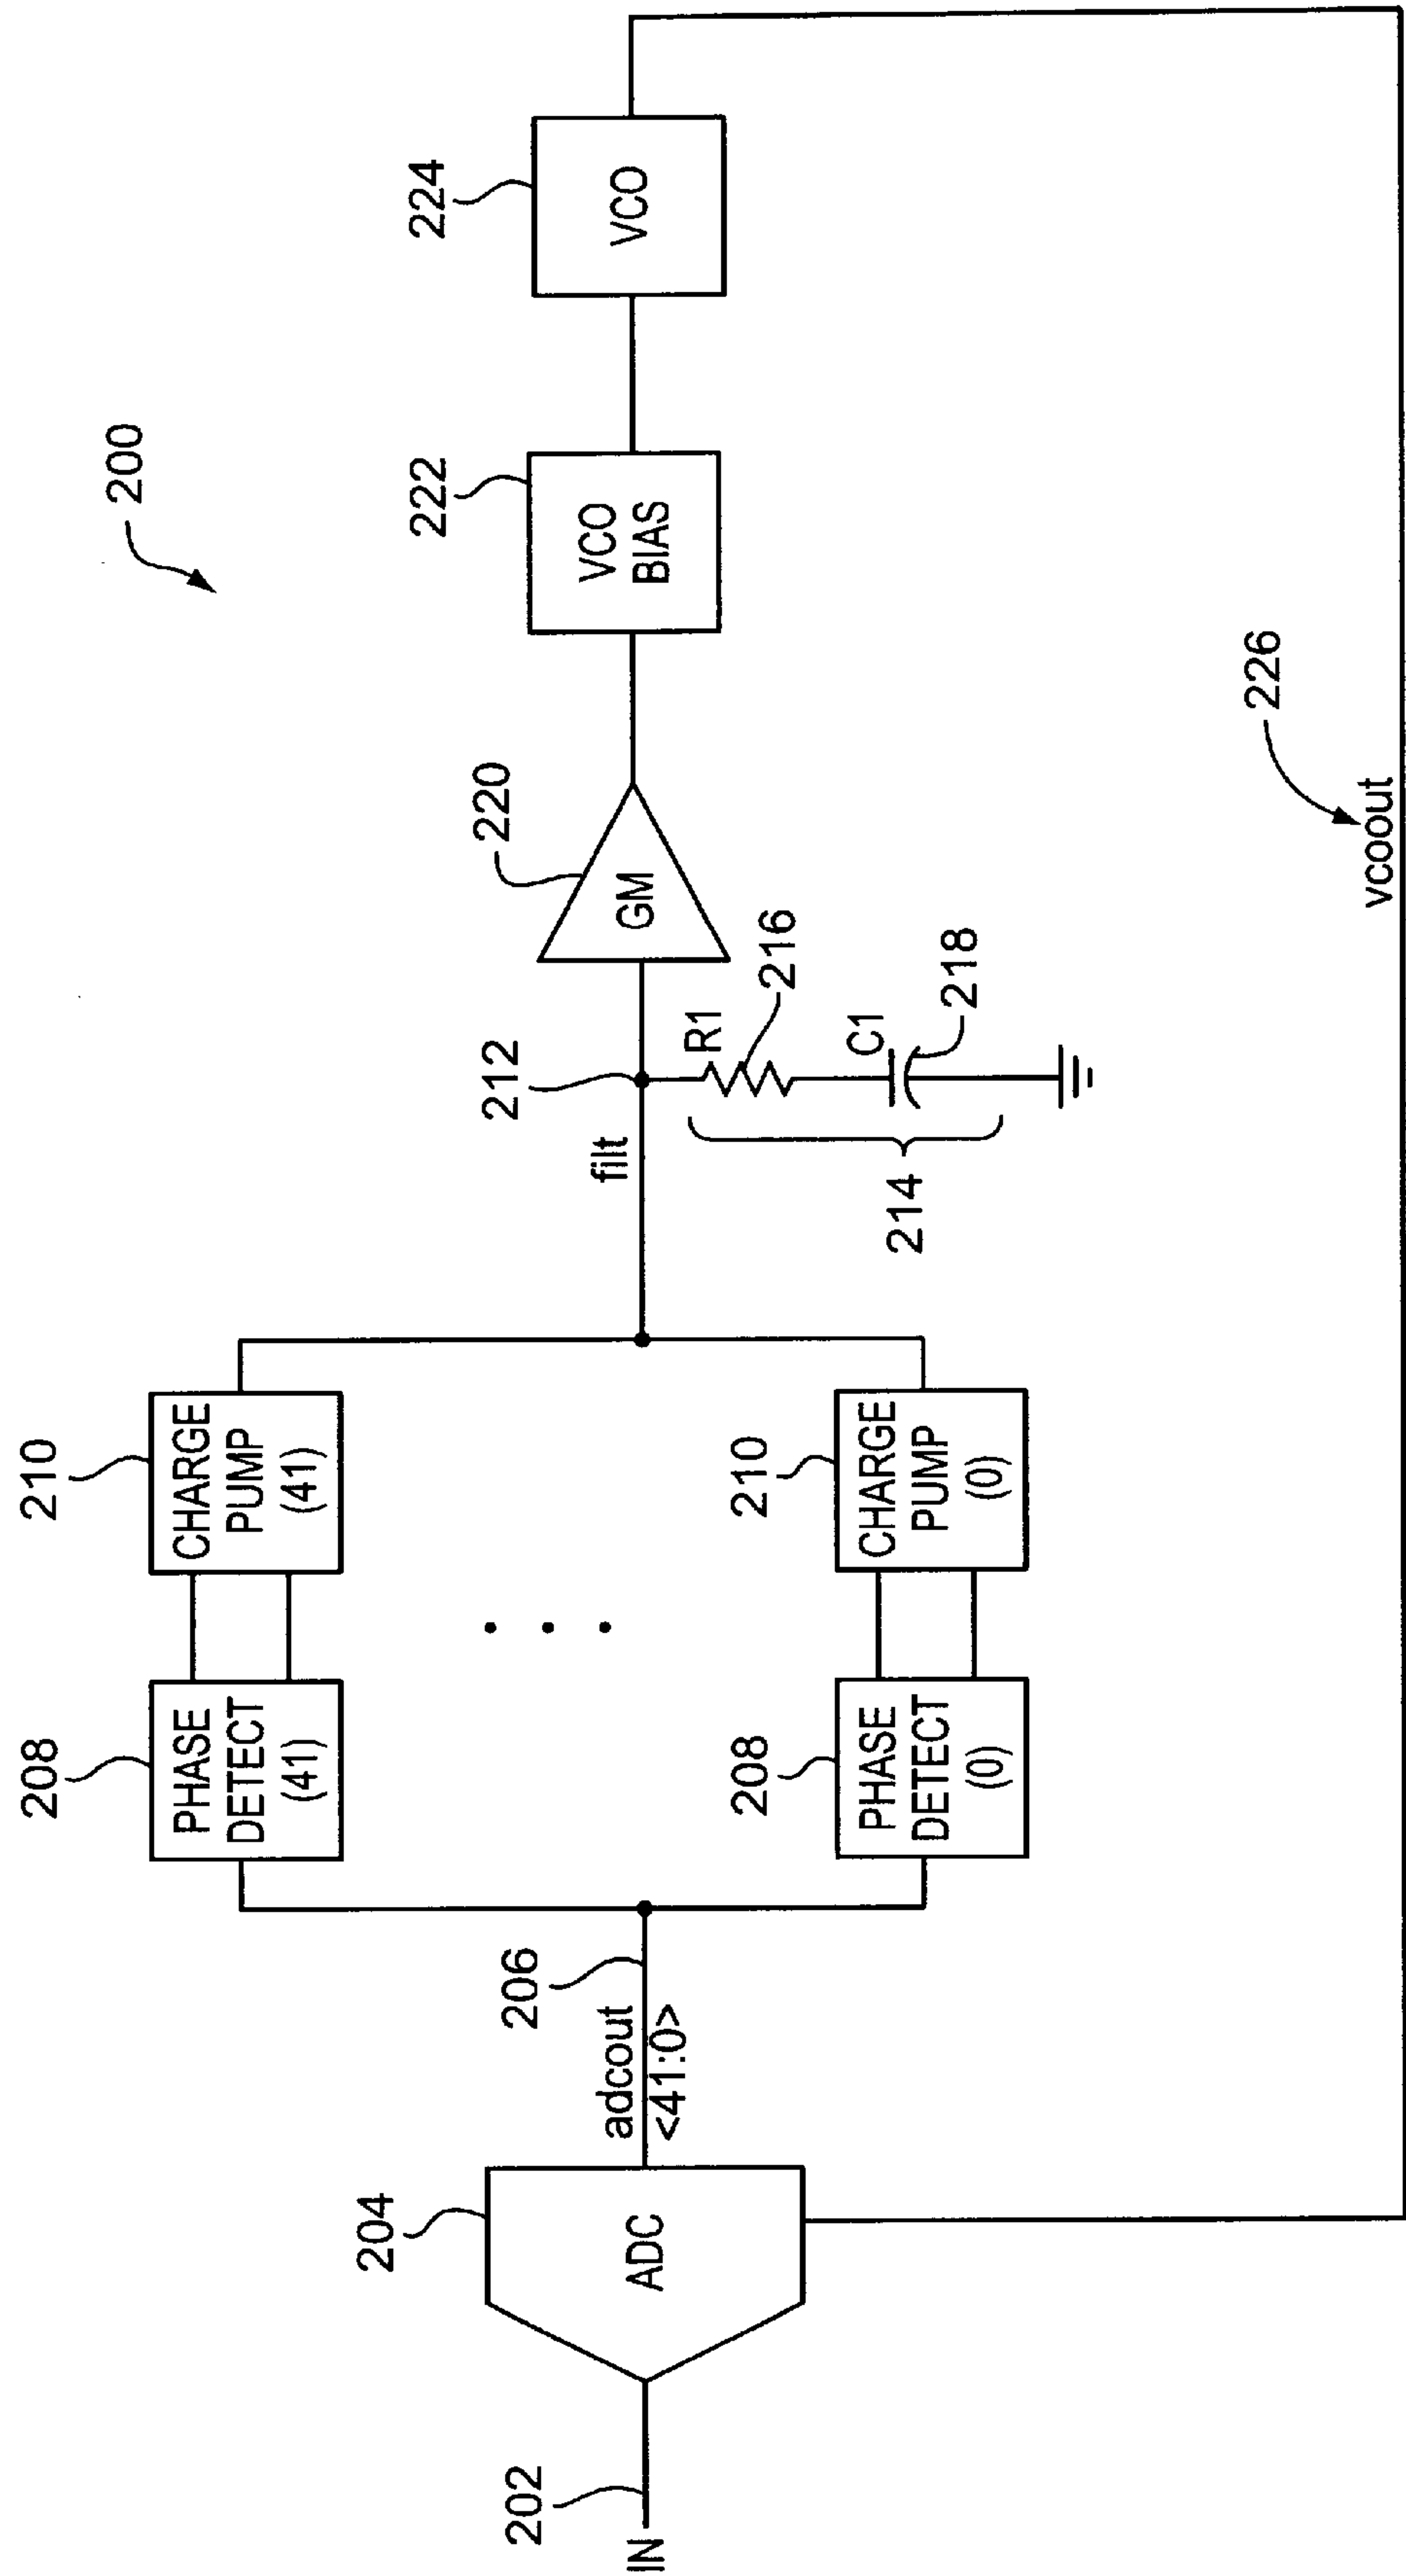 200
210
CHARGE
PUMP
(41)
208
PHASE
DETECT
(41)
224
VCO
222
VCO
BIAS
220
GM
212
filt
R1
216
C1
218
214
210
CHARGE
PUMP
(0)
208
PHASE
DETECT
(0)
206
adcout
<41:0>
204
ADC
202
IN
226
vcoout